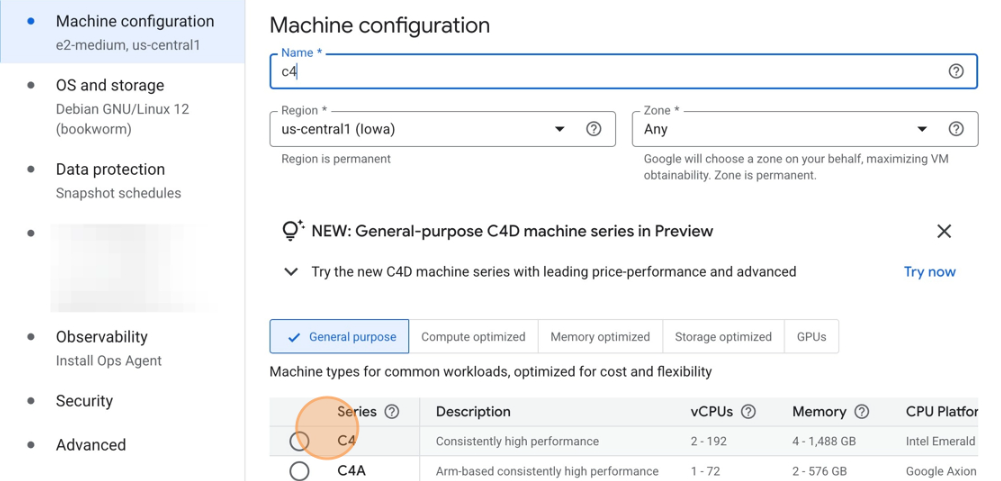 Machine configuration
e2-medium, us-central1
OS and storage
Debian GNU/Linux 12
(bookworm)
Data protection
Snapshot schedules
Observability
Install Ops Agent
Security
Advanced
Machine configuration
Name *
c4
Region *
us-central1 (Iowa)
Region is permanent
Zone *
Any
Google will choose a zone on your behalf, maximizing VM
obtainability. Zone is permanent.
NEW: General-purpose C4D machine series in Preview
Try the new C4D machine series with leading price-performance and advanced
Try now
General purpose
Compute optimized
Memory optimized
Storage optimized
GPUs
Machine types for common workloads, optimized for cost and flexibility
Series Description vCPUs Memory CPU Platfor
C4 Consistently high performance 2 - 192 4 - 1,488 GB Intel Emerald
C4A Arm-based consistently high performance 1 - 72 2 - 576 GB Google Axion